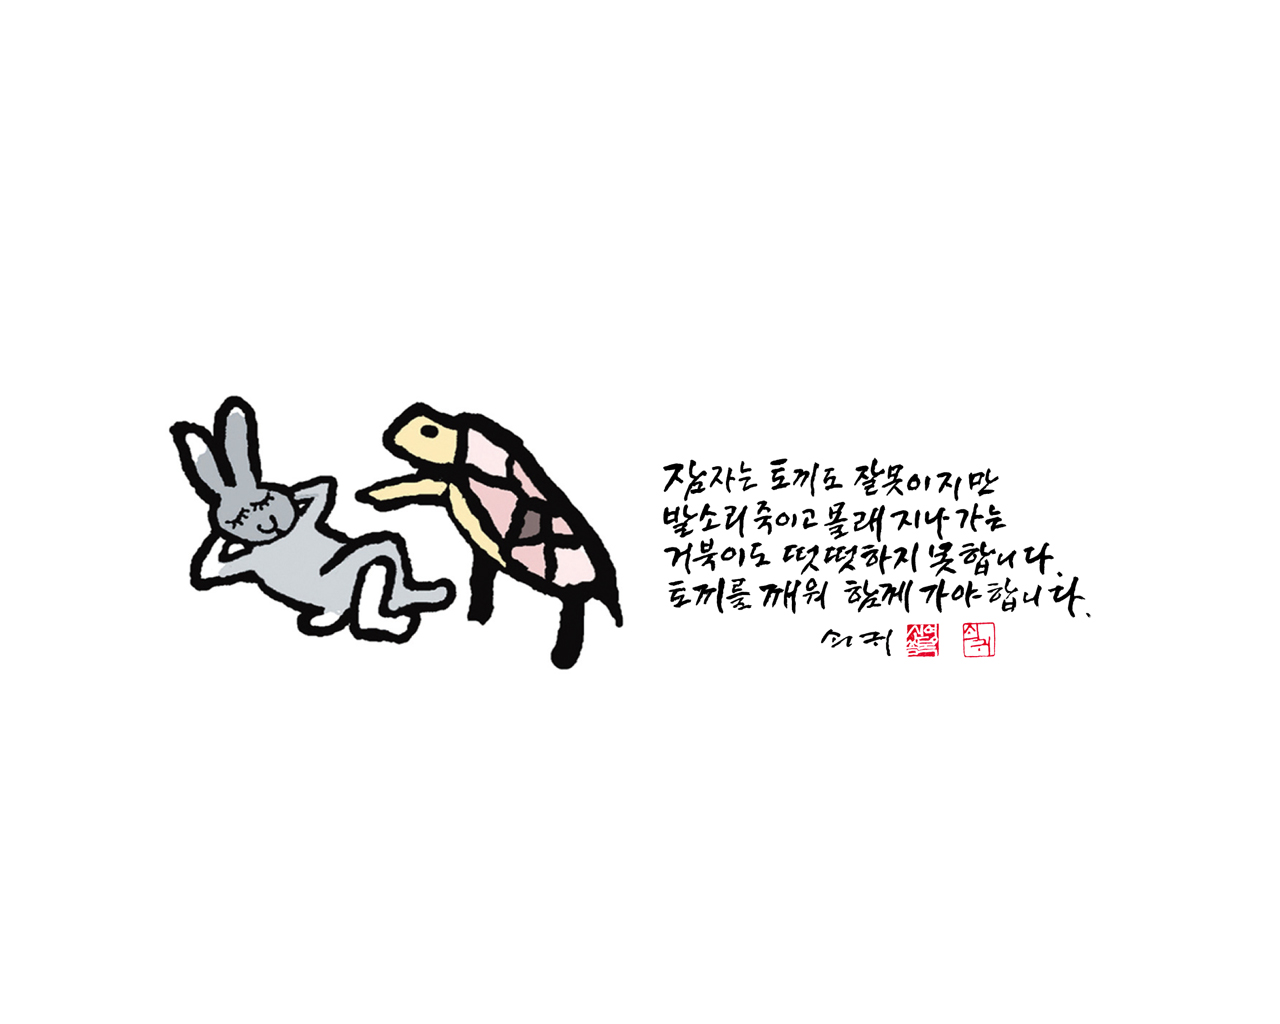 잠자는 토끼도 잘못이지만
발소리 죽이고 몰래 지나가는
거북이도 떳떳하지 못합니다.
토끼를 깨워 함께 가야합니다.
쇠귀